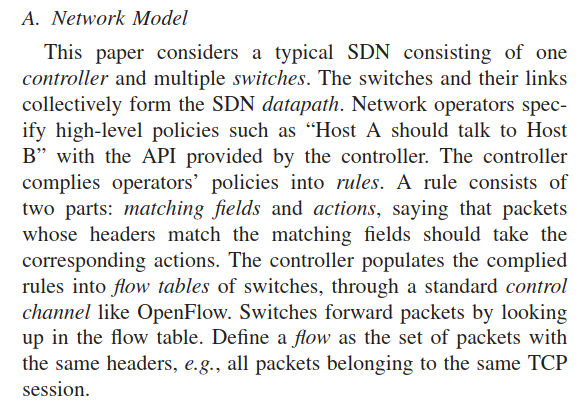 A. Network Model
This paper considers a typical SDN consisting of one
controller and multiple switches. The switches and their links
collectively form the SDN datapath. Network operators spec-
ify high-level policies such as “Host A should talk to Host
B” with the API provided by the controller. The controller
complies operators’ policies into rules. A rule consists of
two parts: matching fields and actions, saying that packets
whose headers match the matching fields should take the
corresponding actions. The controller populates the complied
rules into flow tables of switches, through a standard control
channel like OpenFlow. Switches forward packets by looking
up in the flow table. Define a flow as the set of packets with
the same headers, e.g., all packets belonging to the same TCP
session.